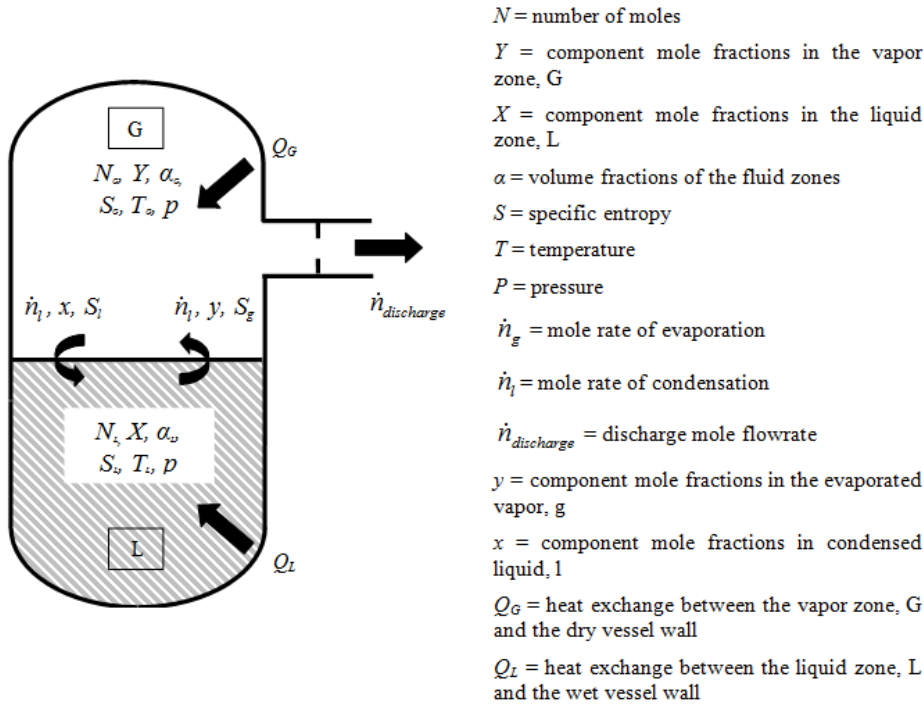 G
Q_G
N_G, Y, α_G,
S_G, T_G, p
ṅ_l, x, S_l
ṅ_l, y, S_g
ṅ_discharge
N_L, X, α_L,
S_L, T_L, p
L
Q_L
N = number of moles
Y = component mole fractions in the vapor
zone, G
X = component mole fractions in the liquid
zone, L
α = volume fractions of the fluid zones
S = specific entropy
T = temperature
P = pressure
ṅ_g = mole rate of evaporation
ṅ_l = mole rate of condensation
ṅ_discharge = discharge mole flowrate
y = component mole fractions in the evaporated
vapor, g
x = component mole fractions in condensed
liquid, l
Q_G = heat exchange between the vapor zone, G
and the dry vessel wall
Q_L = heat exchange between the liquid zone, L
and the wet vessel wall